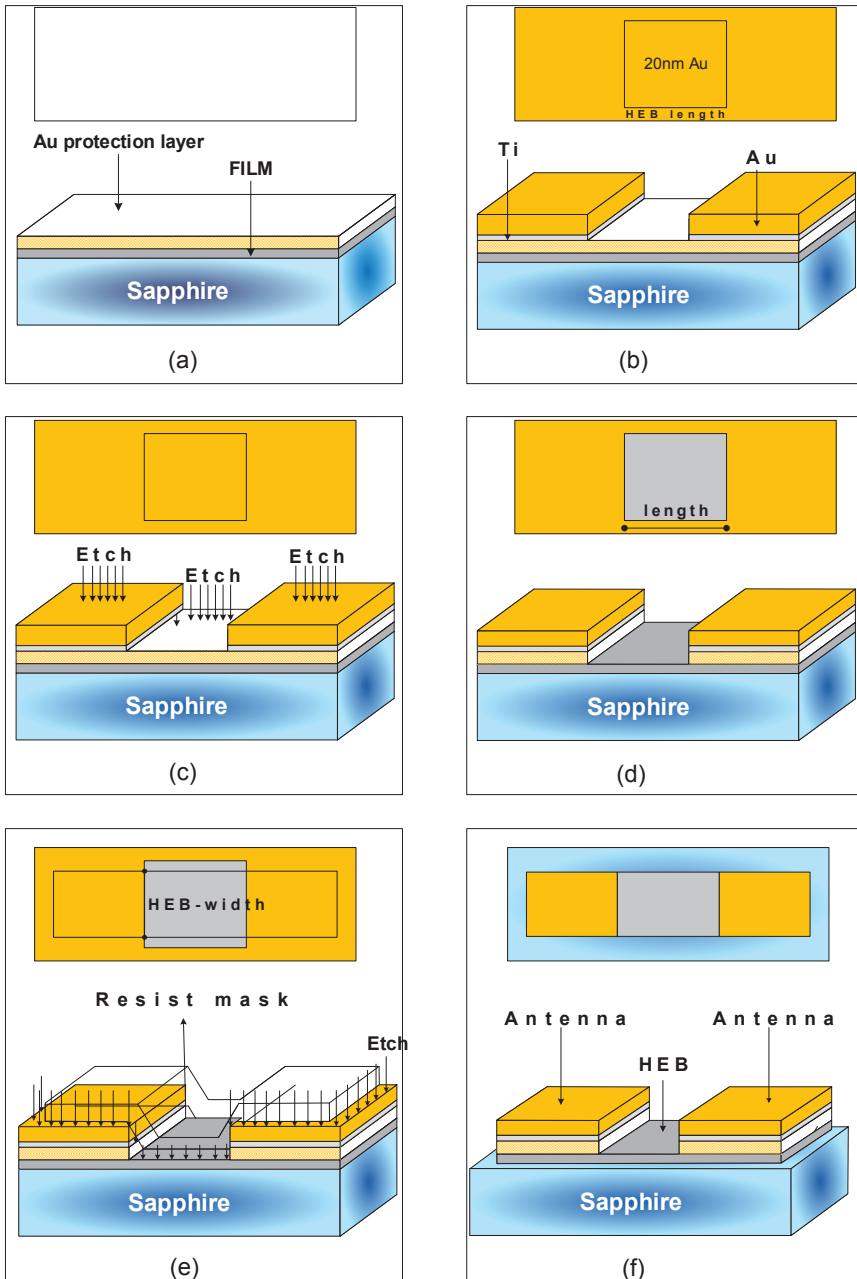 Au protection layer
FILM
Sapphire
(a)
20nm Au
HEB length
Ti
Au
Sapphire
(b)
Etch
Etch
Etch
Sapphire
(c)
length
Sapphire
(d)
HEB-width
Resist mask
Etch
Sapphire
(e)
Antenna
Antenna
HEB
Sapphire
(f)